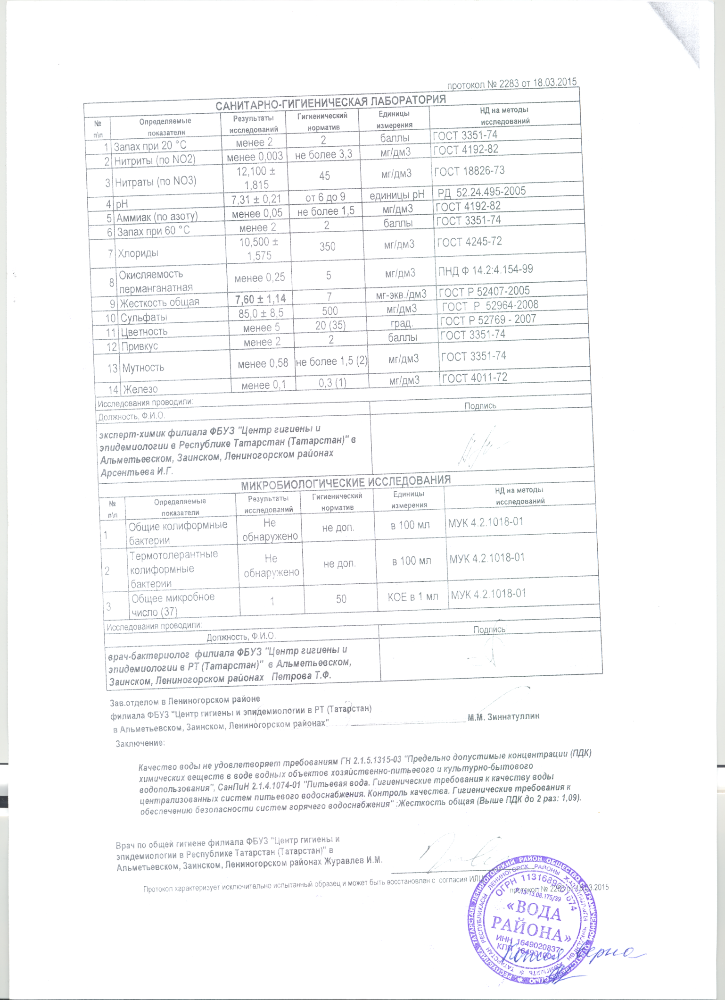 протокол № 2283 от 18.03.2015
САНИТАРНО-ГИГИЕНИЧЕСКАЯ ЛАБОРАТОРИЯ
№ п\п Определяемые показатели Результаты исследований Гигиенический норматив Единицы измерения НД на методы исследований
1 Запах при 20 °С менее 2 2 баллы ГОСТ 3351-74
2 Нитриты (по NO2) менее 0,003 не более 3,3 мг/дм3 ГОСТ 4192-82
3 Нитраты (по NO3) 12,100 ± 1,815 45 мг/дм3 ГОСТ 18826-73
4 pH 7,31 ± 0,21 от 6 до 9 единицы pH РД 52.24.495-2005
5 Аммиак (по азоту) менее 0,05 не более 1,5 мг/дм3 ГОСТ 4192-82
6 Запах при 60 °С менее 2 2 баллы ГОСТ 3351-74
7 Хлориды 10,500 ± 1,575 350 мг/дм3 ГОСТ 4245-72
8 Окисляемость перманганатная менее 0,25 5 мг/дм3 ПНД Ф 14.2:4.154-99
9 Жесткость общая 7,60 ± 1,14 7 мг-экв./дм3 ГОСТ Р 52407-2005
10 Сульфаты 85,0 ± 8,5 500 мг/дм3 ГОСТ Р 52964-2008
11 Цветность менее 5 20 (35) град. ГОСТ Р 52769 - 2007
12 Привкус менее 2 2 баллы ГОСТ 3351-74
13 Мутность менее 0,58 не более 1,5 (2) мг/дм3 ГОСТ 3351-74
14 Железо менее 0,1 0,3 (1) мг/дм3 ГОСТ 4011-72
Исследования проводили:
Должность, Ф.И.О. Подпись
эксперт-химик филиала ФБУЗ "Центр гигиены и
эпидемиологии в Республике Татарстан (Татарстан)" в
Альметьевском, Заинском, Лениногорском районах
Арсентьева И.Г.
МИКРОБИОЛОГИЧЕСКИЕ ИССЛЕДОВАНИЯ
№ п\п Определяемые показатели Результаты исследований Гигиенический норматив Единицы измерения НД на методы исследований
1 Общие колиформные бактерии Не обнаружено не доп. в 100 мл МУК 4.2.1018-01
2 Термотолерантные колиформные бактерии Не обнаружено не доп. в 100 мл МУК 4.2.1018-01
3 Общее микробное число (37) 1 50 КОЕ в 1 мл МУК 4.2.1018-01
Исследования проводили:
Должность, Ф.И.О. Подпись
врач-бактериолог филиала ФБУЗ "Центр гигиены и
эпидемиологии в РТ (Татарстан)" в Альметьевском,
Заинском, Лениногорском районах Петрова Т.Ф.
Зав.отделом в Лениногорском районе
филиала ФБУЗ "Центр гигиены и эпидемиологии в РТ (Татарстан)
в Альметьевском, Заинском, Лениногорском районах" М.М. Зиннатуллин
Заключение:
Качество воды не удовлетворяет требованиям ГН 2.1.5.1315-03 "Предельно допустимые концентрации (ПДК)
химических веществ в воде водных объектов хозяйственно-питьевого и культурно-бытового
водопользования", СанПиН 2.1.4.1074-01 "Питьевая вода. Гигиенические требования к качеству воды
централизованных систем питьевого водоснабжения. Контроль качества. Гигиенические требования к
обеспечению безопасности систем горячего водоснабжения" :Жесткость общая (Выше ПДК до 2 раз: 1,09).
Врач по общей гигиене филиала ФБУЗ "Центр гигиены и
эпидемиологии в Республике Татарстан (Татарстан)" в
Альметьевском, Заинском, Лениногорском районах Журавлев И.М.
Протокол характеризует исключительно испытанный образец и может быть восстановлен с согласия ИЛЦ
протокол № 2283 от 18.03.2015
РЕСПУБЛИКА ТАТАРСТАН ЛЕНИНОГОРСКИЙ РАЙОН ОБЩЕСТВО С ОГРАНИЧЕННОЙ ОТВЕТСТВЕННОСТЬЮ
ТАТАРСТАН РЕСПУБЛИКАСЫ ЛЕНИНОГОРСК РАЙОНЫ
ОГРН 1131689001674
Р.13-13.08.175/39
«ВОДА
РАЙОНА»
ИНН 1649020837
КПП 164901001
Копия верна